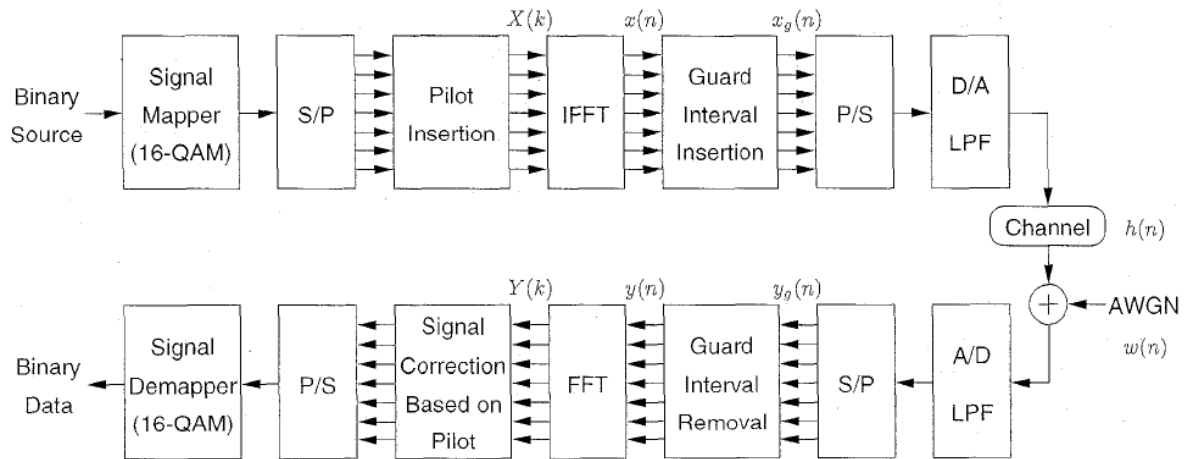 X(k)
x(n)
x_g(n)
Binary
Source
Signal
Mapper
(16-QAM)
S/P
Pilot
Insertion
IFFT
Guard
Interval
Insertion
P/S
D/A
LPF
Channel
h(n)
AWGN
w(n)
Y(k)
y(n)
y_g(n)
Binary
Data
Signal
Demapper
(16-QAM)
P/S
Signal
Correction
Based on
Pilot
FFT
Guard
Interval
Removal
S/P
A/D
LPF
+